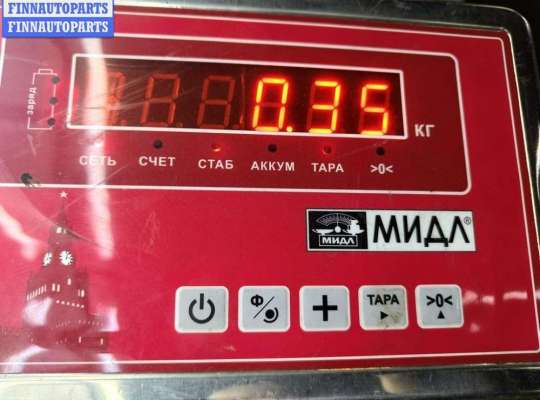 FINNAUTOPARTS
FINNAUTOPARTS
заряд
0.35
КГ
СЕТЬ СЧЕТ СТАБ АККУМ ТАРА >0<
МИДЛ МИДЛ®
Ф/ + ТАРА >0<